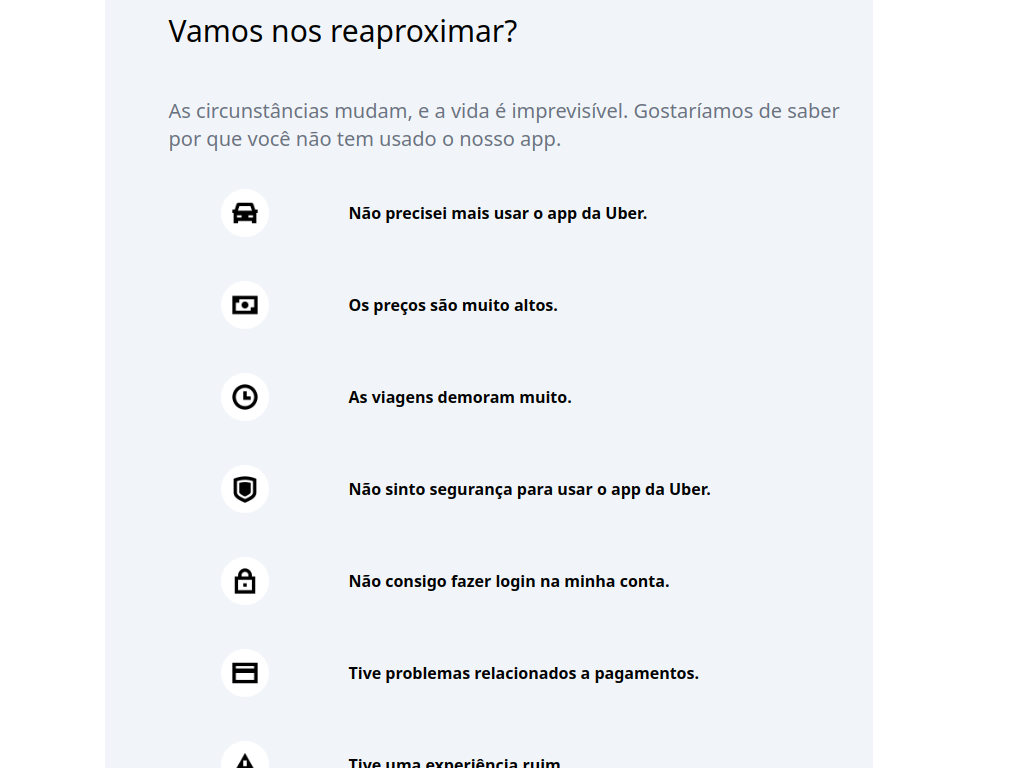 Vamos nos reaproximar?
As circunstâncias mudam, e a vida é imprevisível. Gostaríamos de saber
por que você não tem usado o nosso app.
Não precisei mais usar o app da Uber.
Os preços são muito altos.
As viagens demoram muito.
Não sinto segurança para usar o app da Uber.
Não consigo fazer login na minha conta.
Tive problemas relacionados a pagamentos.
Tive uma experiência ruim